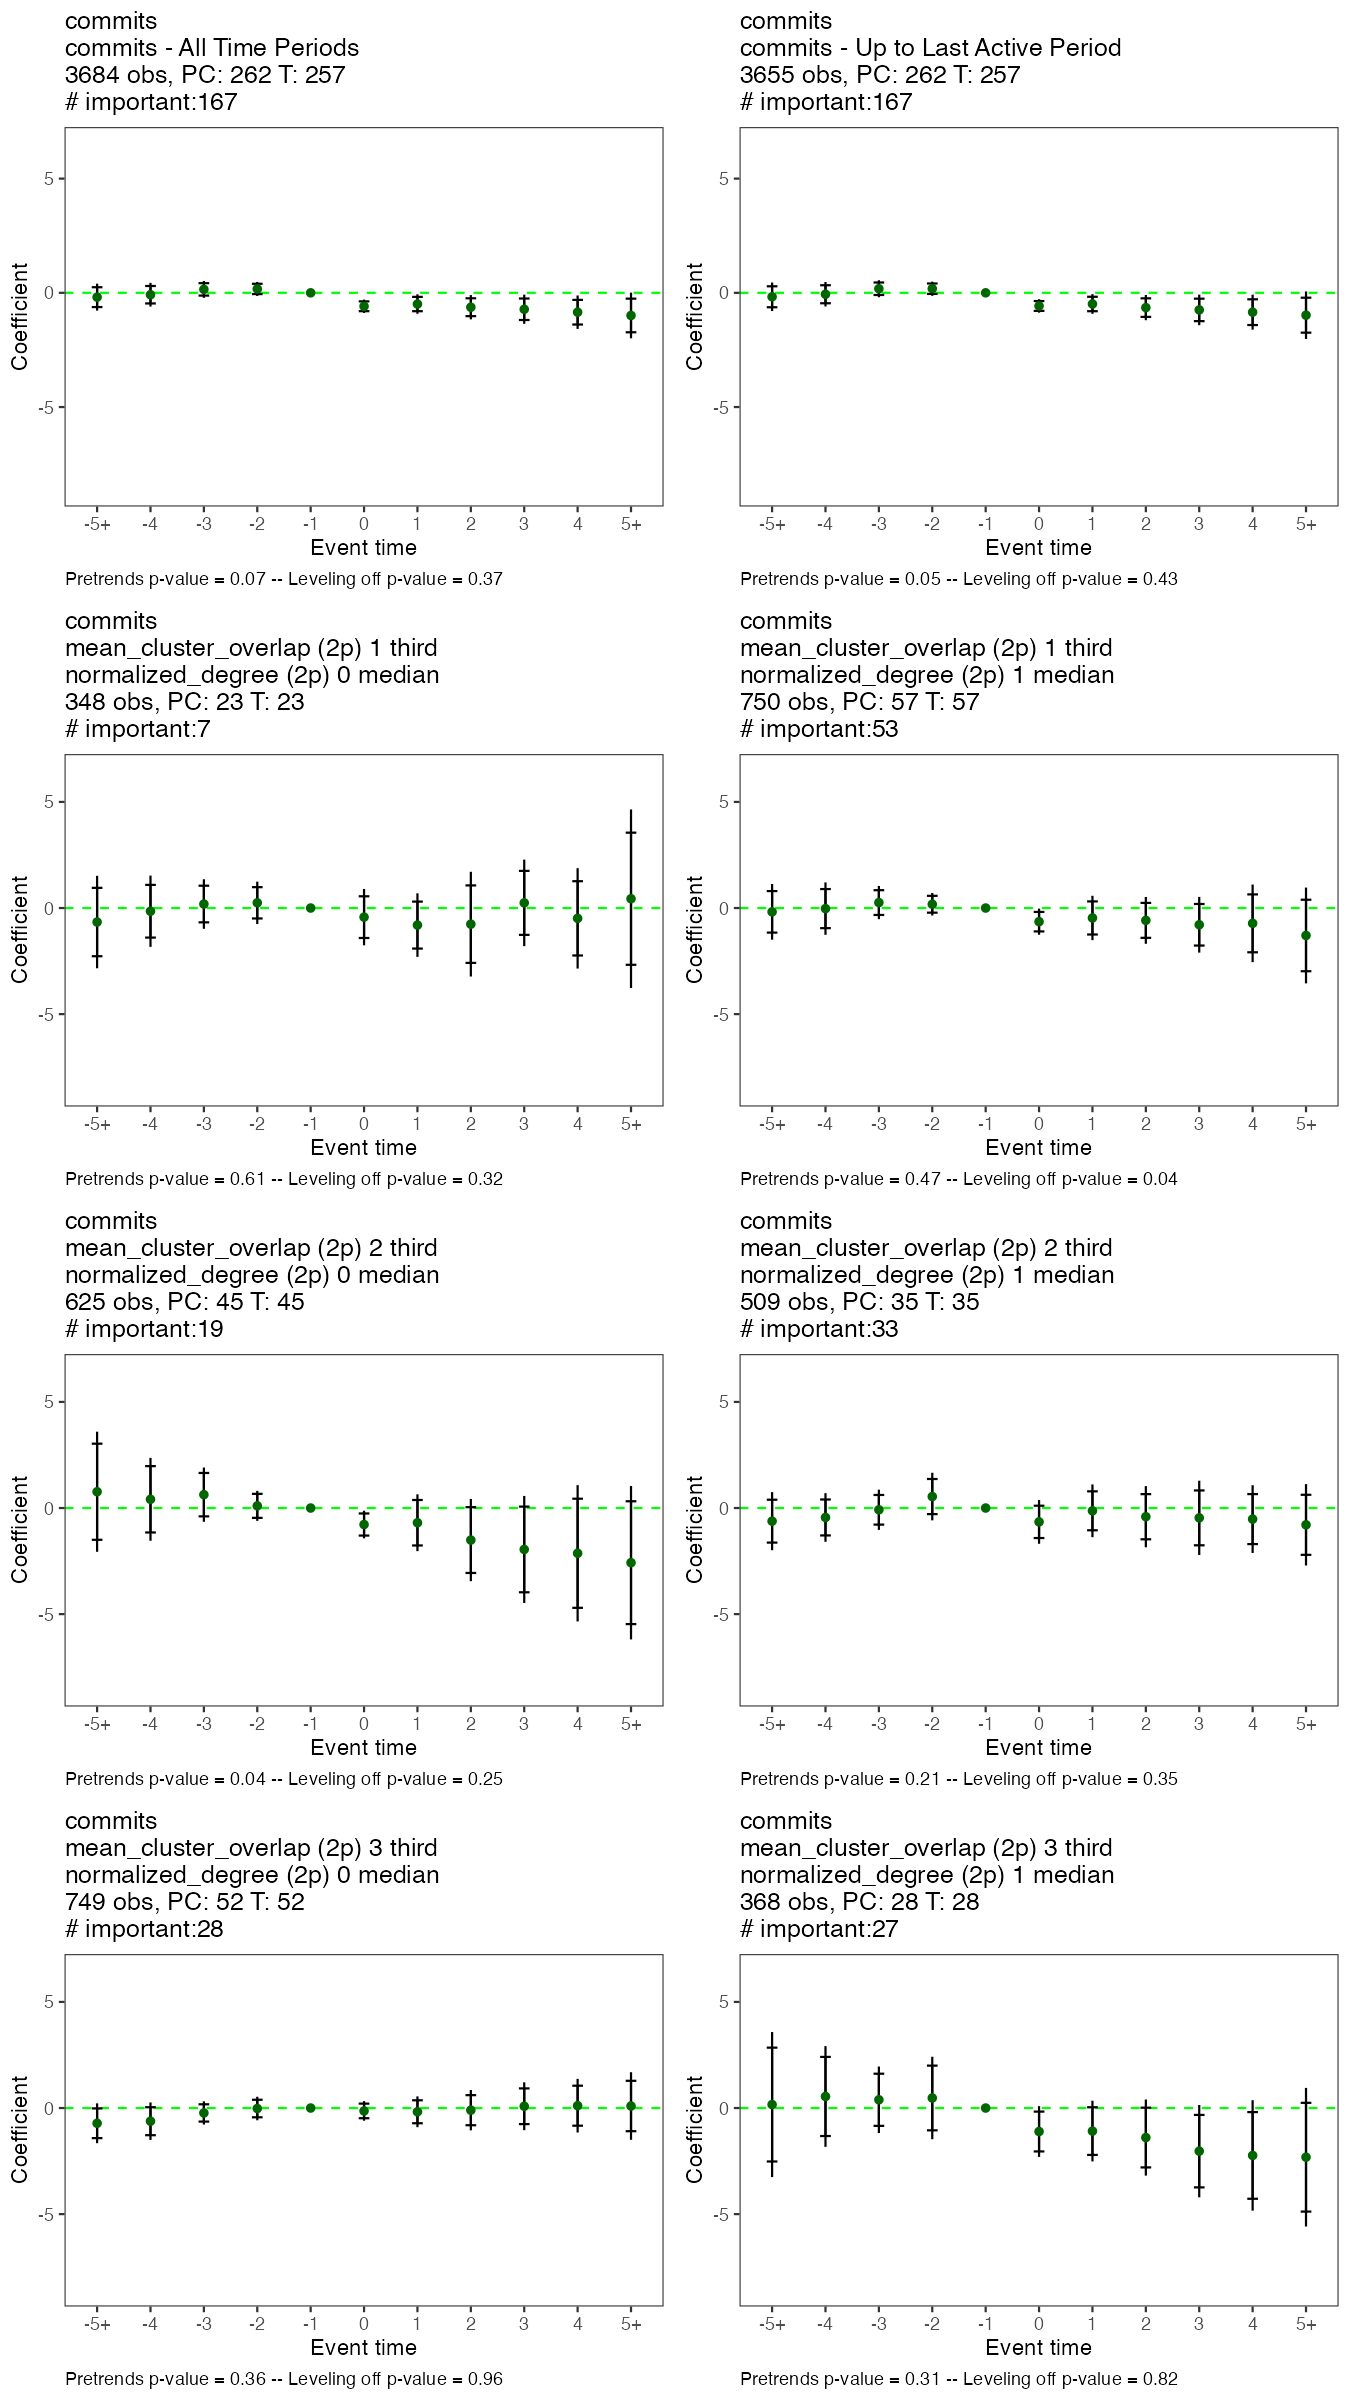 commits
commits - All Time Periods
3684 obs, PC: 262 T: 257
# important:167
5
0
-5
Coefficient
-5+ -4 -3 -2 -1 0 1 2 3 4 5+
Event time
Pretrends p-value = 0.07 -- Leveling off p-value = 0.37
commits
commits - Up to Last Active Period
3655 obs, PC: 262 T: 257
# important:167
5
0
-5
Coefficient
-5+ -4 -3 -2 -1 0 1 2 3 4 5+
Event time
Pretrends p-value = 0.05 -- Leveling off p-value = 0.43
commits
mean_cluster_overlap (2p) 1 third
normalized_degree (2p) 0 median
348 obs, PC: 23 T: 23
# important:7
5
0
-5
Coefficient
-5+ -4 -3 -2 -1 0 1 2 3 4 5+
Event time
Pretrends p-value = 0.61 -- Leveling off p-value = 0.32
commits
mean_cluster_overlap (2p) 1 third
normalized_degree (2p) 1 median
750 obs, PC: 57 T: 57
# important:53
5
0
-5
Coefficient
-5+ -4 -3 -2 -1 0 1 2 3 4 5+
Event time
Pretrends p-value = 0.47 -- Leveling off p-value = 0.04
commits
mean_cluster_overlap (2p) 2 third
normalized_degree (2p) 0 median
625 obs, PC: 45 T: 45
# important:19
5
0
-5
Coefficient
-5+ -4 -3 -2 -1 0 1 2 3 4 5+
Event time
Pretrends p-value = 0.04 -- Leveling off p-value = 0.25
commits
mean_cluster_overlap (2p) 2 third
normalized_degree (2p) 1 median
509 obs, PC: 35 T: 35
# important:33
5
0
-5
Coefficient
-5+ -4 -3 -2 -1 0 1 2 3 4 5+
Event time
Pretrends p-value = 0.21 -- Leveling off p-value = 0.35
commits
mean_cluster_overlap (2p) 3 third
normalized_degree (2p) 0 median
749 obs, PC: 52 T: 52
# important:28
5
0
-5
Coefficient
-5+ -4 -3 -2 -1 0 1 2 3 4 5+
Event time
Pretrends p-value = 0.36 -- Leveling off p-value = 0.96
commits
mean_cluster_overlap (2p) 3 third
normalized_degree (2p) 1 median
368 obs, PC: 28 T: 28
# important:27
5
0
-5
Coefficient
-5+ -4 -3 -2 -1 0 1 2 3 4 5+
Event time
Pretrends p-value = 0.31 -- Leveling off p-value = 0.82